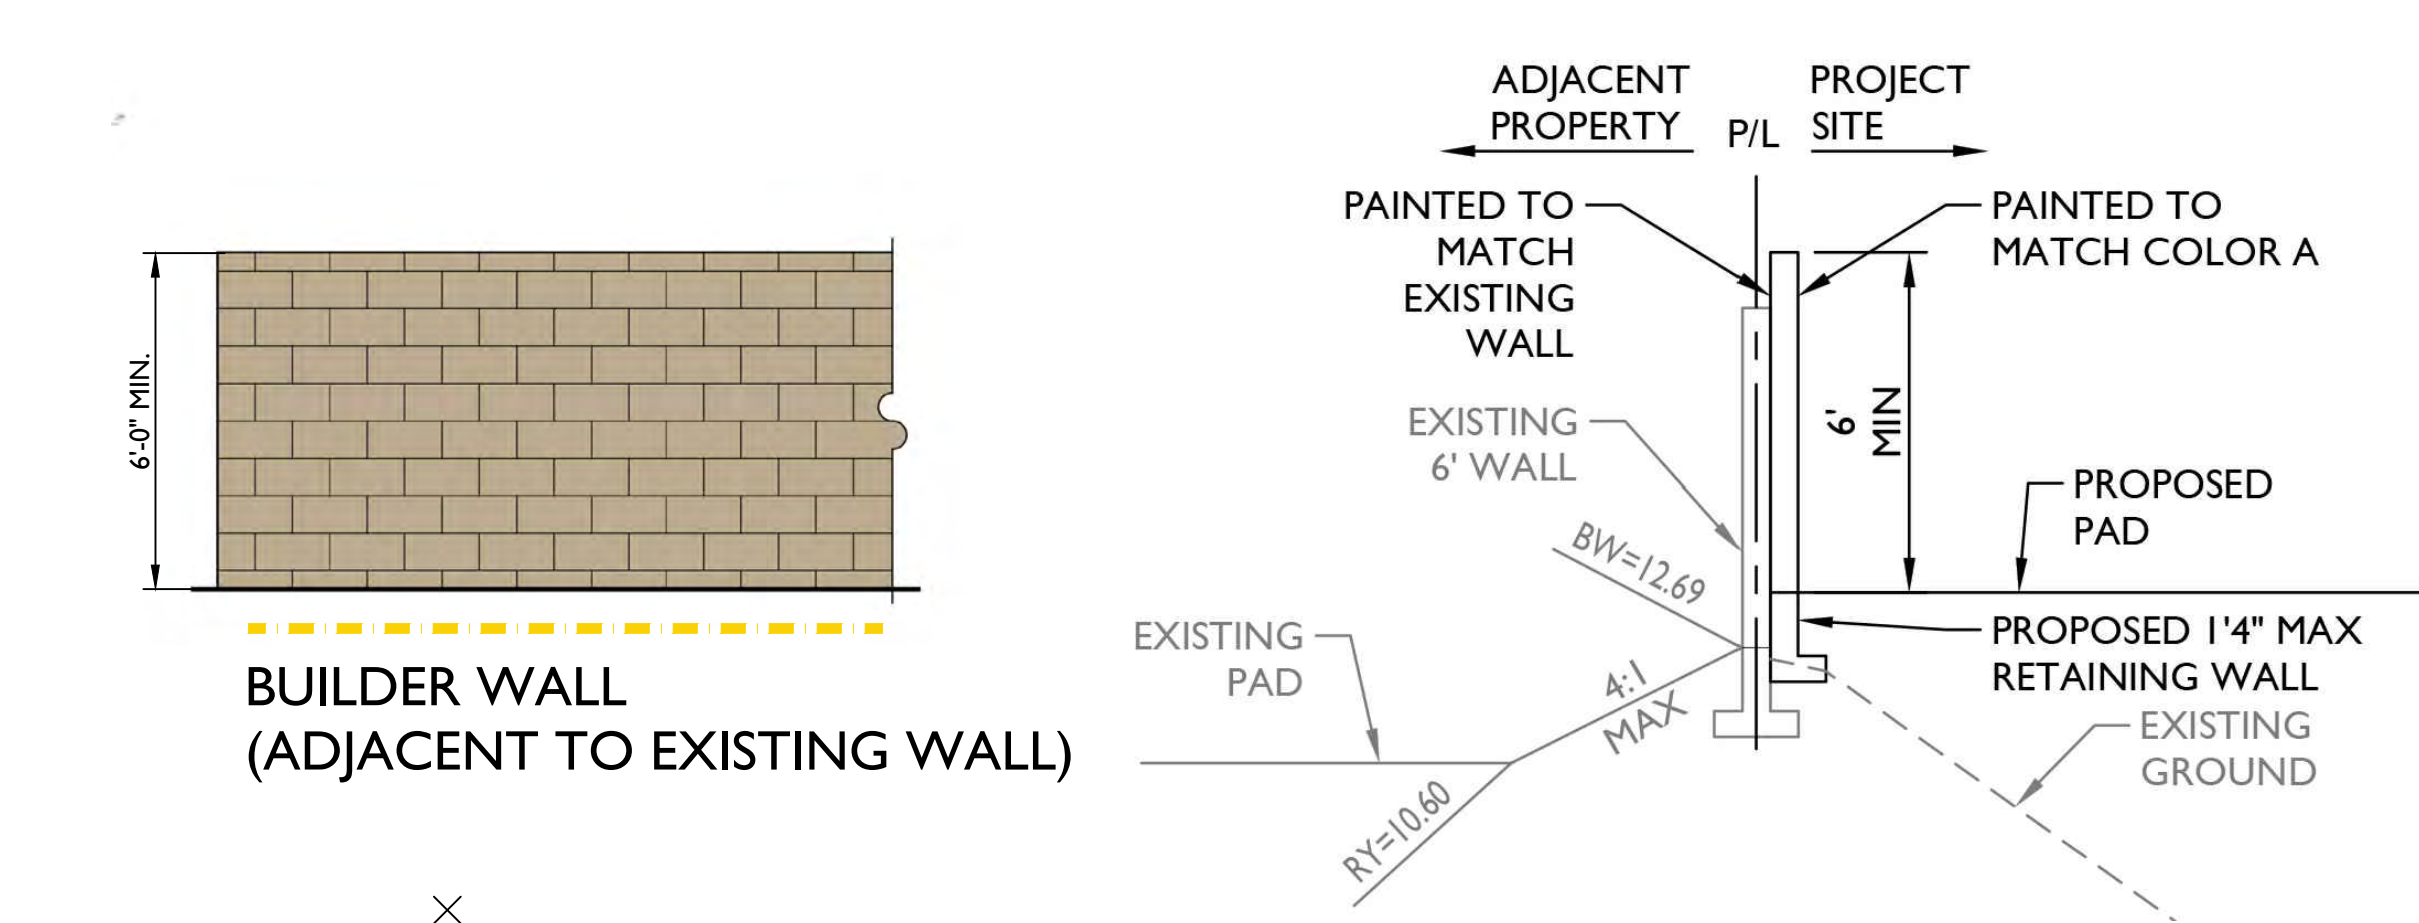 6'-0" MIN.
BUILDER WALL
(ADJACENT TO EXISTING WALL)
ADJACENT
PROPERTY
P/L
PROJECT
SITE
PAINTED TO
MATCH
EXISTING
WALL
PAINTED TO
MATCH COLOR A
EXISTING
6' WALL
6'
MIN
PROPOSED
PAD
BW=12.69
EXISTING
PAD
4:1
MAX
PROPOSED 1'4" MAX
RETAINING WALL
EXISTING
GROUND
RY=10.60